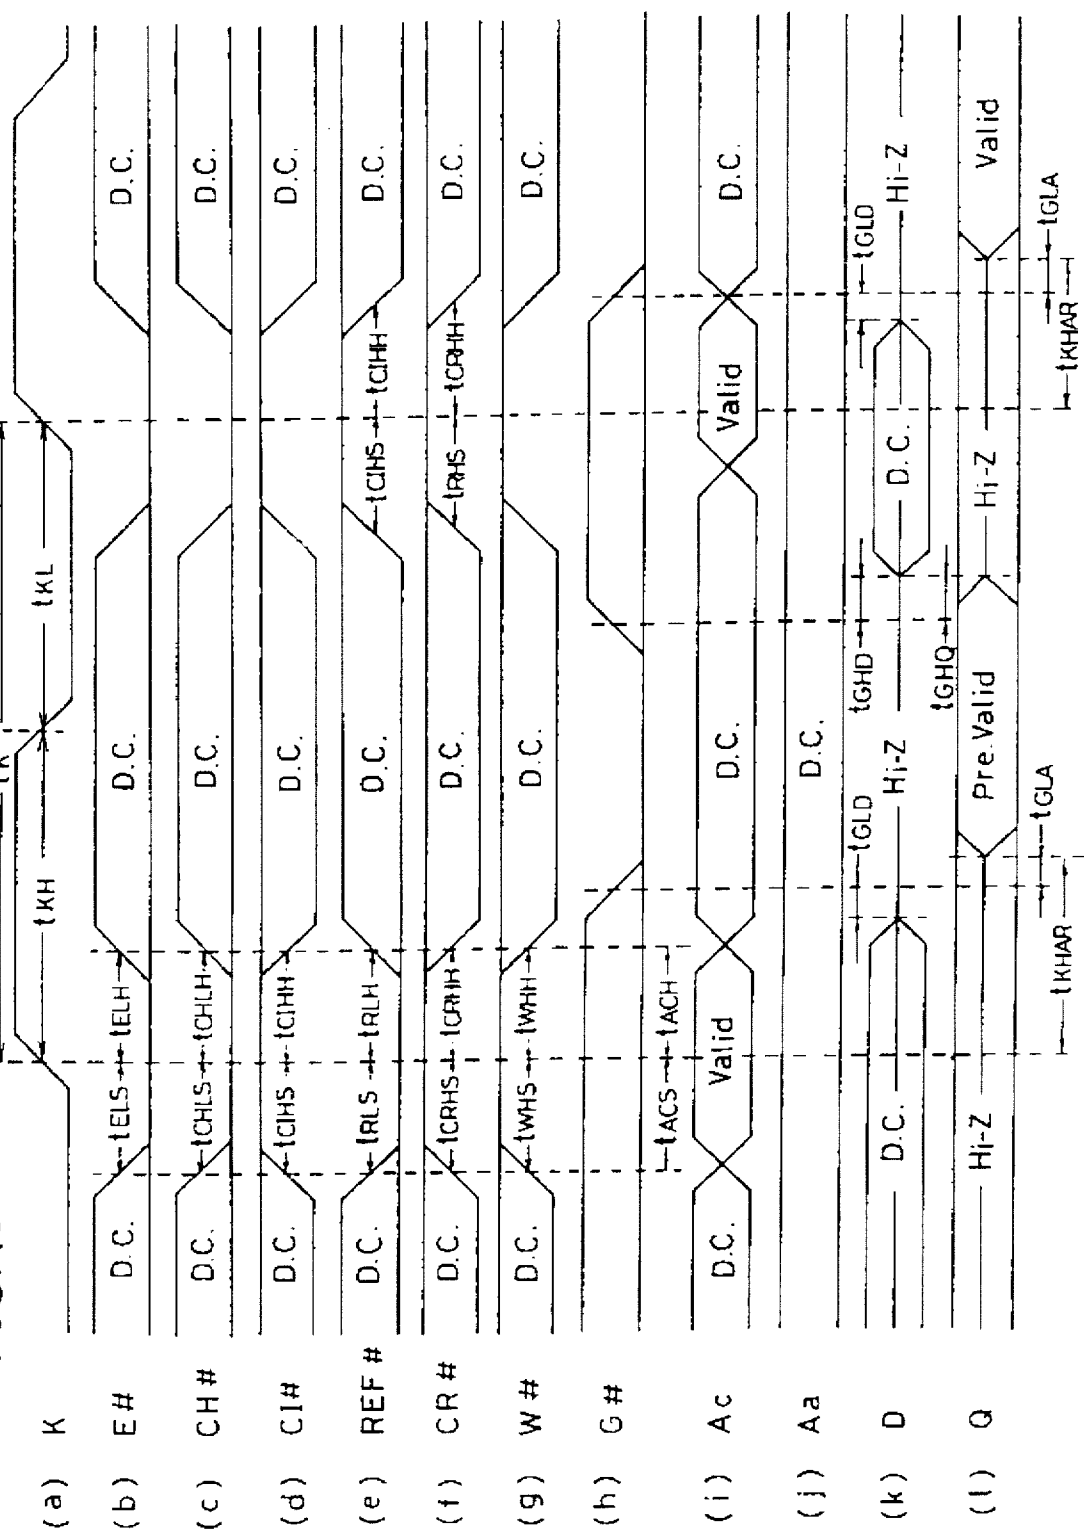 (a) K tKH tKL
(b) E# D.C. tELS tELH D.C. D.C.
(c) CH# D.C. tCHLS tCHLH D.C. D.C.
(d) CI# D.C. tCIHS tCIHH D.C. D.C.
(e) REF# D.C. tRLS tRLH D.C. tCIHS tCIHH D.C.
(f) CR# D.C. tCRHS tCRHH D.C. tRHS tCRHH D.C.
(g) W# D.C. tWHS tWHH D.C. D.C.
(h) G#
tACS tACH
(i) Ac D.C. Valid D.C. Valid D.C.
(j) Aa D.C.
tGLD tGHD tGLD
(k) D D.C. Hi-Z D.C. Hi-Z
tGHQ
(l) Q Hi-Z Pre.Valid Hi-Z Valid
tGLA tGLA
tKHAR tKHAR